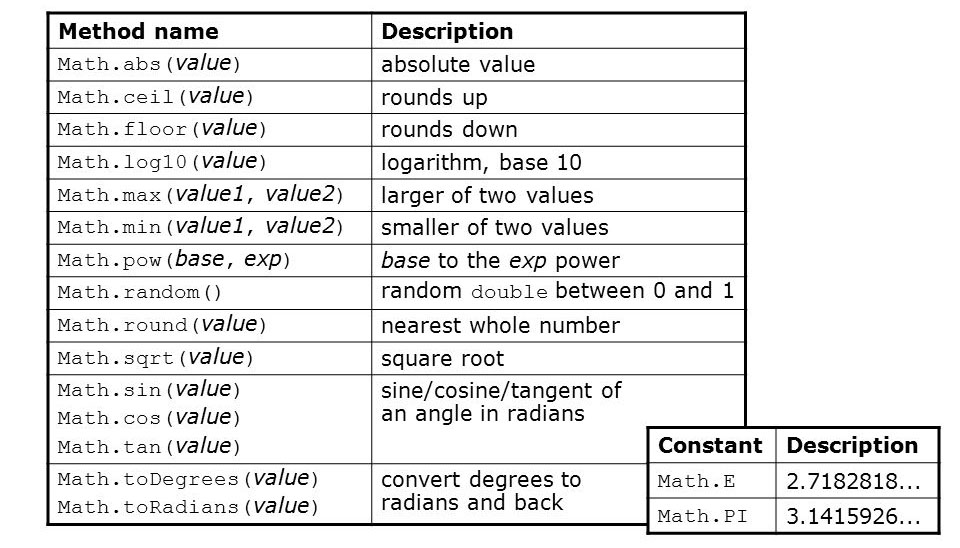 Method name Description
Math.abs(value) absolute value
Math.ceil(value) rounds up
Math.floor(value) rounds down
Math.log10(value) logarithm, base 10
Math.max(value1, value2) larger of two values
Math.min(value1, value2) smaller of two values
Math.pow(base, exp) base to the exp power
Math.random() random double between 0 and 1
Math.round(value) nearest whole number
Math.sqrt(value) square root
Math.sin(value) sine/cosine/tangent of
Math.cos(value) an angle in radians
Math.tan(value)
Math.toDegrees(value) convert degrees to
Math.toRadians(value) radians and back
Constant Description
Math.E 2.7182818...
Math.PI 3.1415926...